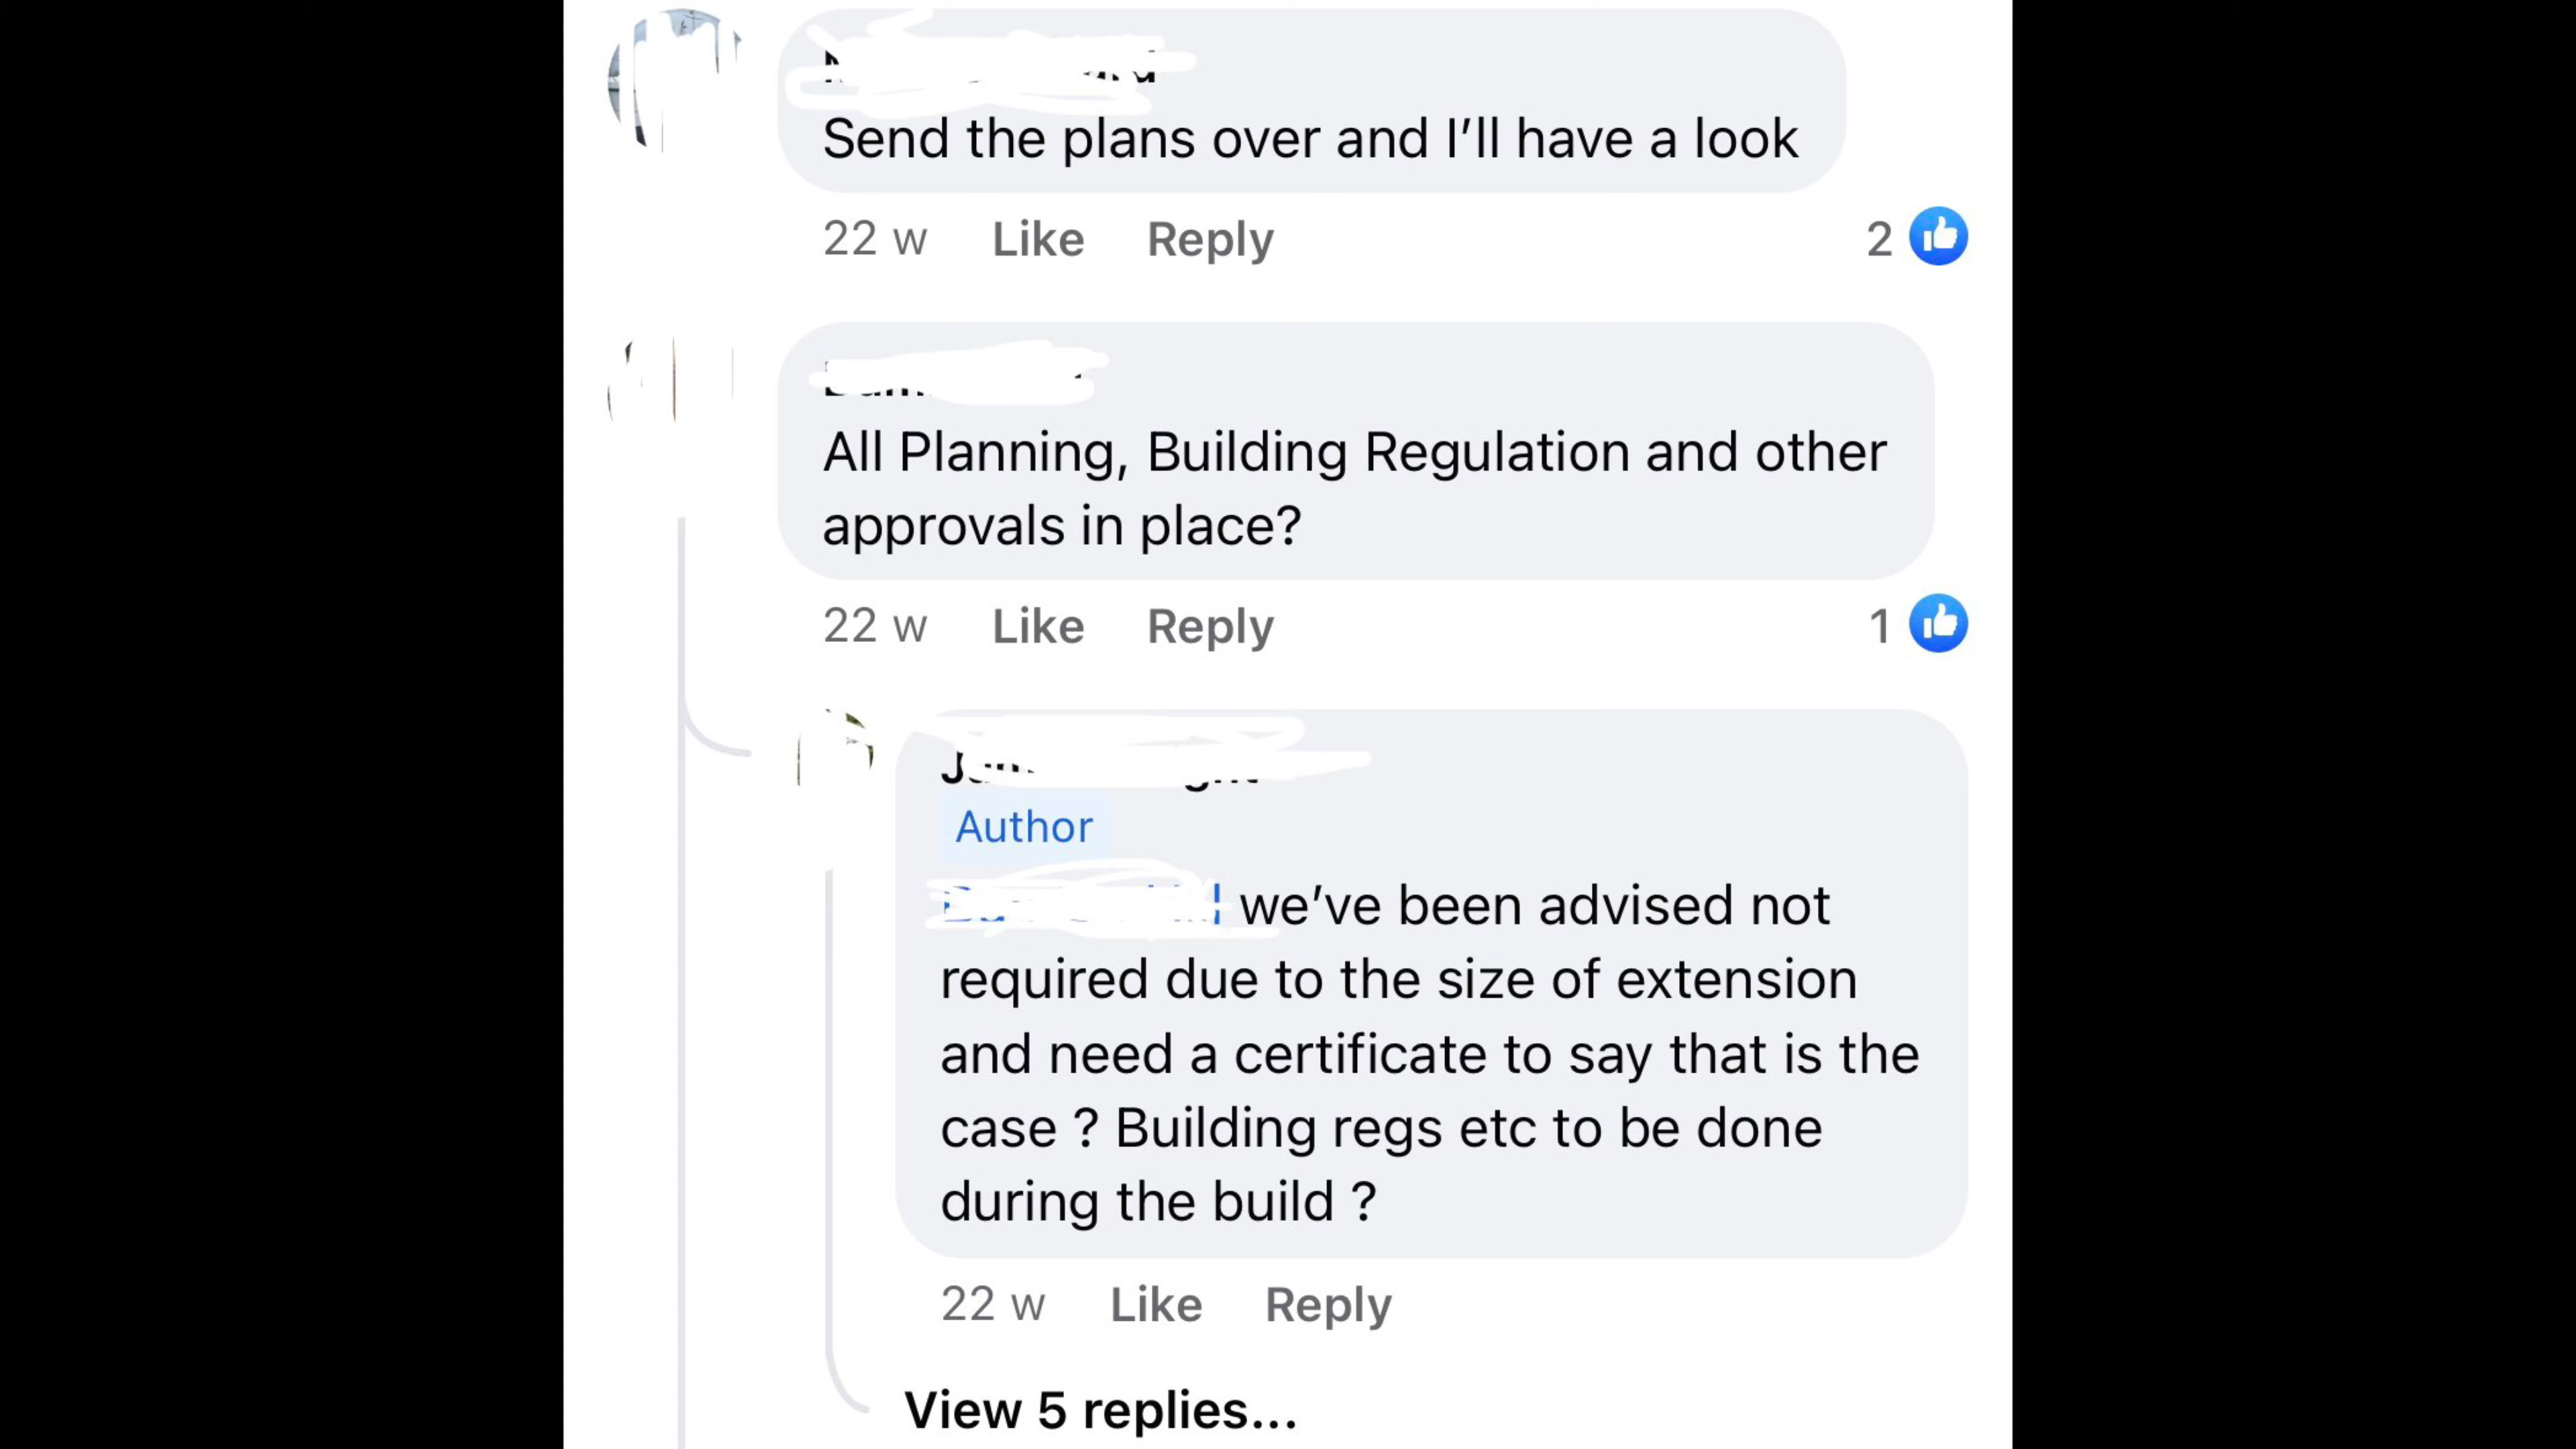 Send the plans over and I'll have a look
22 w Like Reply 2
All Planning, Building Regulation and other
approvals in place?
22 w Like Reply 1
Author
we've been advised not
required due to the size of extension
and need a certificate to say that is the
case ? Building regs etc to be done
during the build ?
22 w Like Reply
View 5 replies...